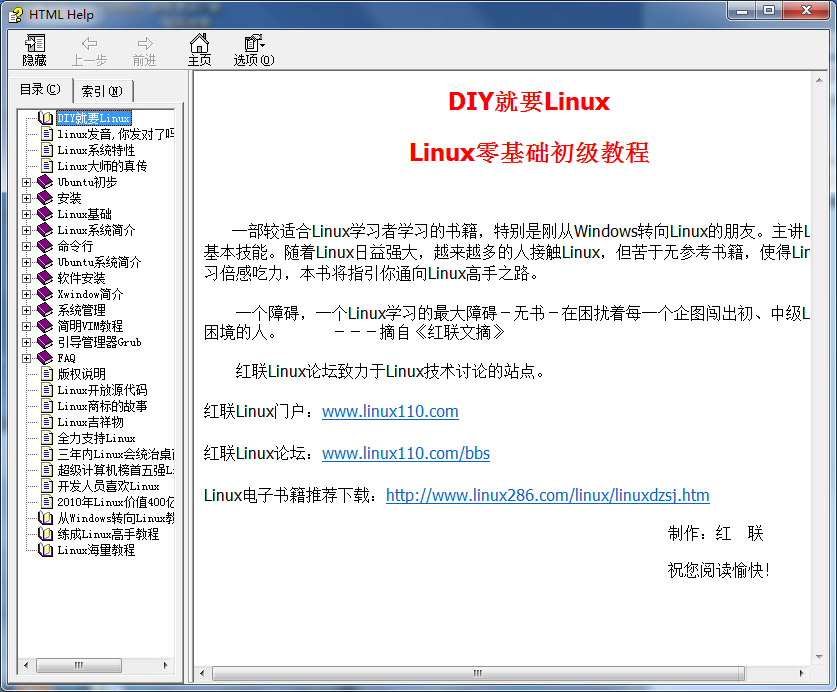 HTML Help
隐藏
上一步
前进
主页
选项(O)
目录(C)
索引(N)
DIY就要Linux
linux发音,你发对了吗
Linux系统特性
Linux大师的真传
Ubuntu初步
安装
Linux基础
Linux系统简介
命令行
Ubuntu系统简介
软件安装
Xwindow简介
系统管理
简明VIM教程
引导管理器Grub
FAQ
版权说明
Linux开放源代码
Linux商标的故事
Linux吉祥物
全力支持Linux
三年内Linux会统治桌面
超级计算机榜首五强Li
开发人员喜欢Linux
2010年Linux价值400亿
从Windows转向Linux教
练成Linux高手教程
Linux海量教程
DIY就要Linux
Linux零基础初级教程
一部较适合Linux学习者学习的书籍，特别是刚从Windows转向Linux的朋友。主讲L
基本技能。随着Linux日益强大，越来越多的人接触Linux，但苦于无参考书籍，使得Lin
习倍感吃力，本书将指引你通向Linux高手之路。
一个障碍，一个Linux学习的最大障碍－无书－在困扰着每一个企图闯出初、中级L
困境的人。 －－－摘自《红联文摘》
红联Linux论坛致力于Linux技术讨论的站点。
红联Linux门户：www.linux110.com
红联Linux论坛：www.linux110.com/bbs
Linux电子书籍推荐下载：http://www.linux286.com/linux/linuxdzsj.htm
制作：红 联
祝您阅读愉快！